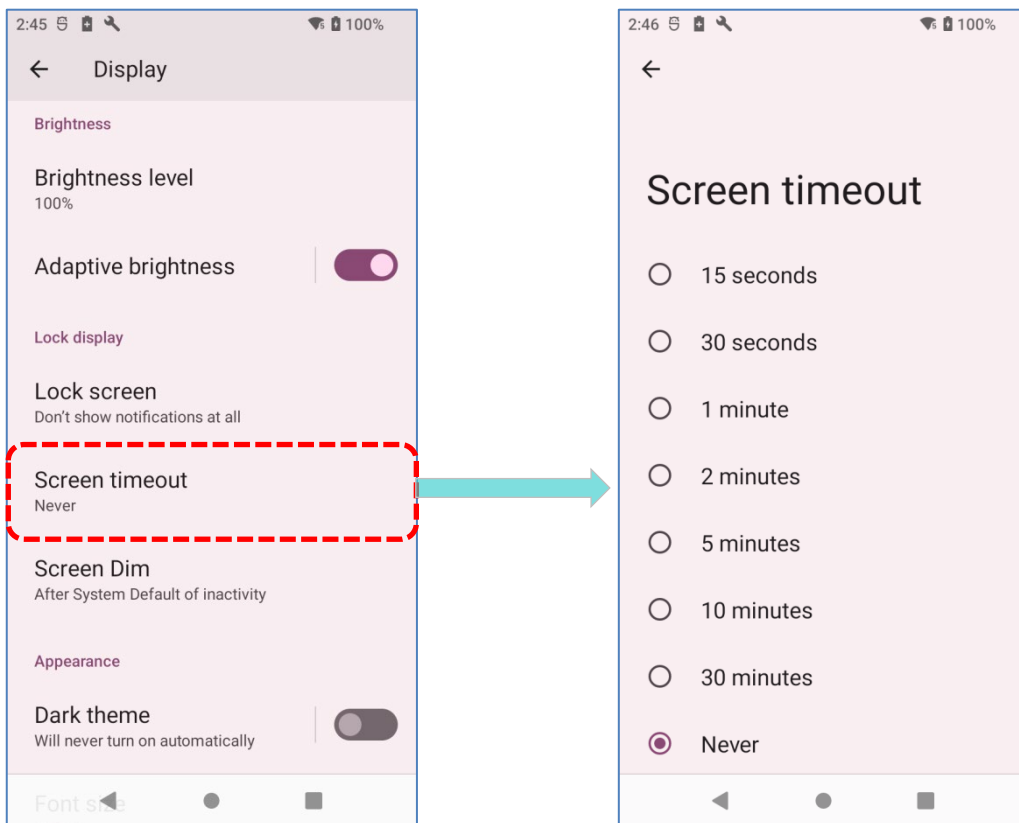 2:45 100%
Display
Brightness
Brightness level
100%
Adaptive brightness
Lock display
Lock screen
Don't show notifications at all
Screen timeout
Never
Screen Dim
After System Default of inactivity
Appearance
Dark theme
Will never turn on automatically
Font size
2:46 100%
Screen timeout
15 seconds
30 seconds
1 minute
2 minutes
5 minutes
10 minutes
30 minutes
Never